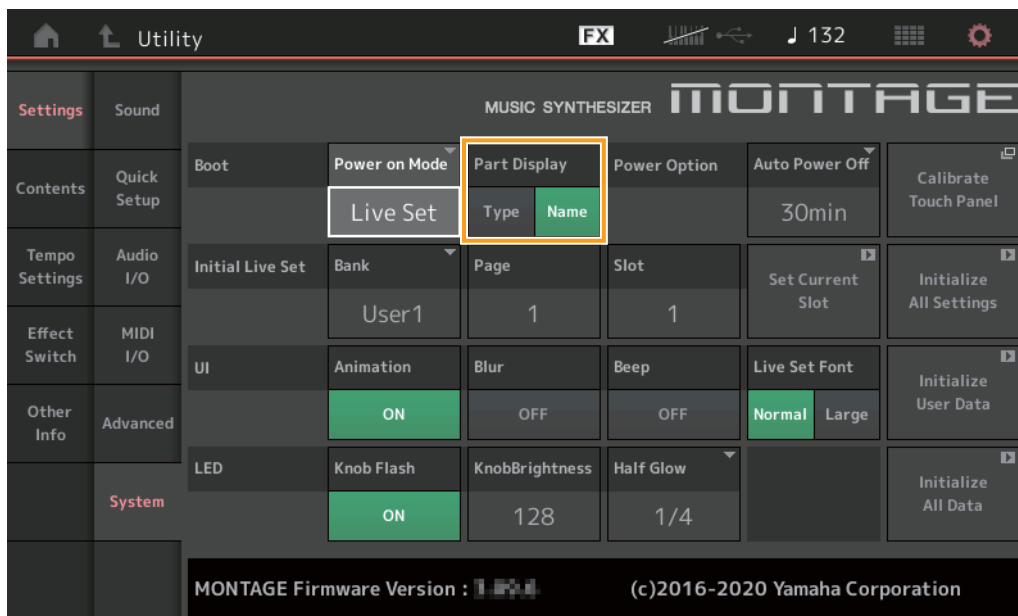 Utility FX 132
Settings
Sound
MUSIC SYNTHESIZER MONTAGE
Contents
Quick
Setup
Tempo
Settings
Audio
I/O
Effect
Switch
MIDI
I/O
Other
Info
Advanced
System
Boot
Power on Mode
Live Set
Part Display
Type Name
Power Option
Auto Power Off
30min
Calibrate
Touch Panel
Initial Live Set
Bank
User1
Page
1
Slot
1
Set Current
Slot
Initialize
All Settings
UI
Animation
ON
Blur
OFF
Beep
OFF
Live Set Font
Normal Large
Initialize
User Data
LED
Knob Flash
ON
KnobBrightness
128
Half Glow
1/4
Initialize
All Data
MONTAGE Firmware Version : (c)2016-2020 Yamaha Corporation